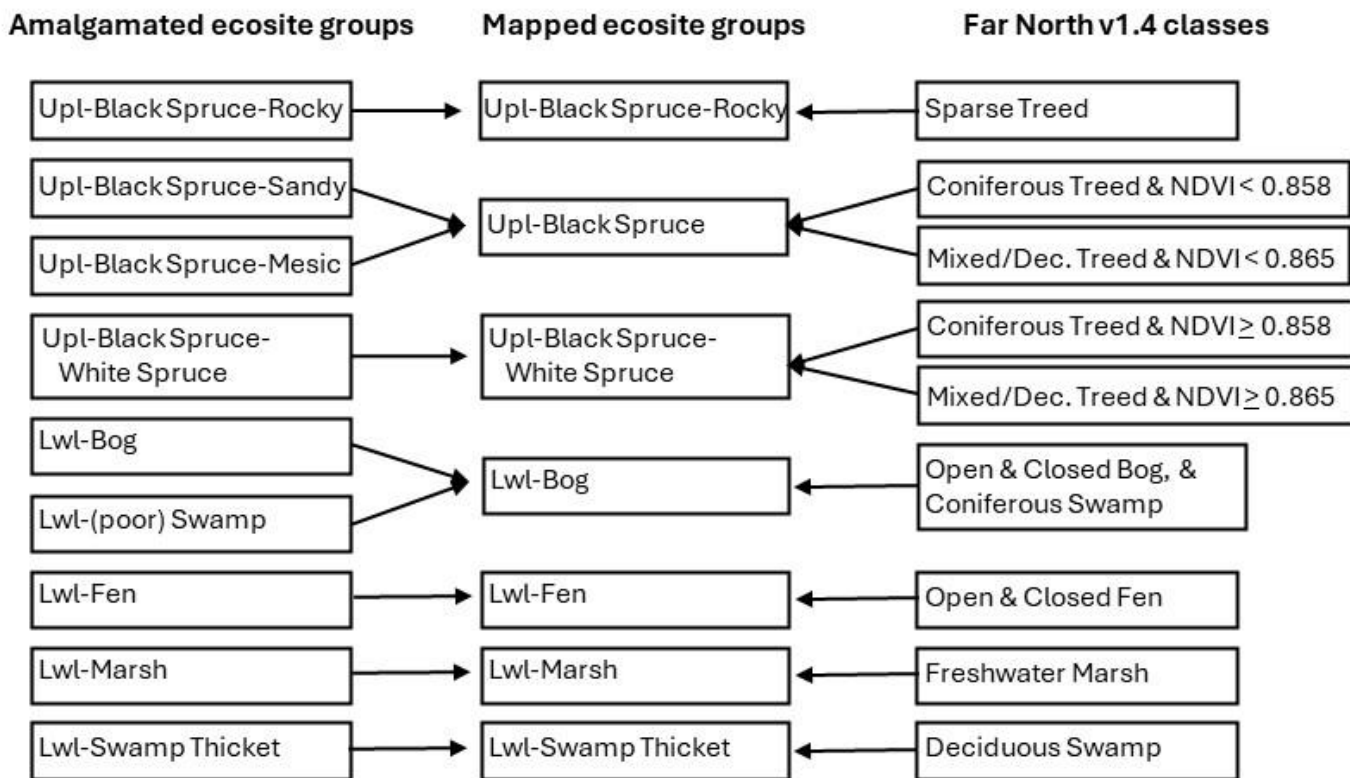 Amalgamated ecosite groups
Mapped ecosite groups
Far North v1.4 classes
Upl-Black Spruce-Rocky
Upl-Black Spruce-Rocky
Sparse Treed
Upl-Black Spruce-Sandy
Upl-Black Spruce-Mesic
Upl-Black Spruce
Coniferous Treed & NDVI < 0.858
Mixed/Dec. Treed & NDVI < 0.865
Upl-Black Spruce-
White Spruce
Upl-Black Spruce-
White Spruce
Coniferous Treed & NDVI ≥ 0.858
Mixed/Dec. Treed & NDVI ≥ 0.865
Lwl-Bog
Lwl-(poor) Swamp
Lwl-Bog
Open & Closed Bog, &
Coniferous Swamp
Lwl-Fen
Lwl-Fen
Open & Closed Fen
Lwl-Marsh
Lwl-Marsh
Freshwater Marsh
Lwl-Swamp Thicket
Lwl-Swamp Thicket
Deciduous Swamp